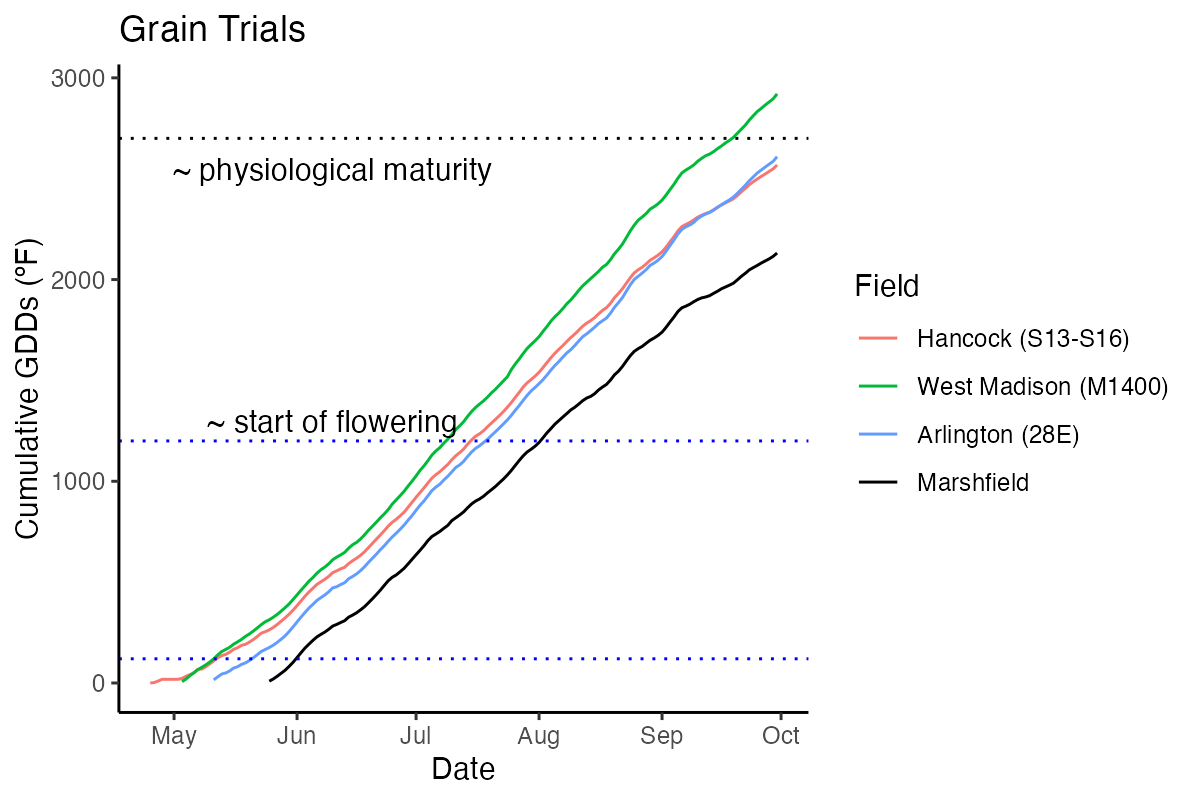 Grain Trials
Cumulative GDDs (°F)
3000
2000
1000
0
~ physiological maturity
~ start of flowering
May Jun Jul Aug Sep Oct
Date
Field
Hancock (S13-S16)
West Madison (M1400)
Arlington (28E)
Marshfield